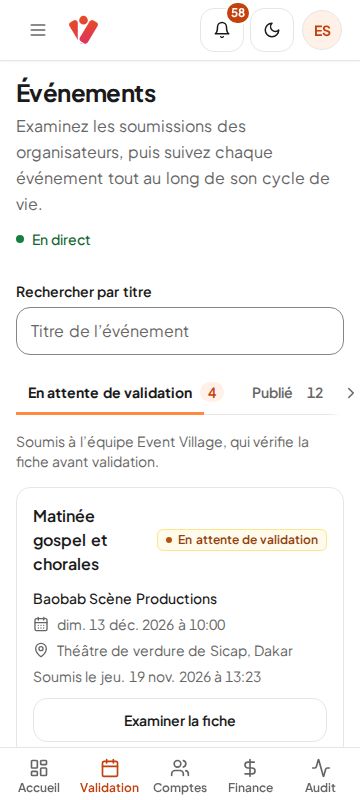 58
ES
Événements
Examinez les soumissions des
organisateurs, puis suivez chaque
événement tout au long de son cycle de
vie.
En direct
Rechercher par titre
Titre de l’événement
En attente de validation 4 Publié 12
Soumis à l’équipe Event Village, qui vérifie la
fiche avant validation.
Matinée
gospel et
chorales
En attente de validation
Baobab Scène Productions
dim. 13 déc. 2026 à 10:00
Théâtre de verdure de Sicap, Dakar
Soumis le jeu. 19 nov. 2026 à 13:23
Examiner la fiche
Accueil Validation Comptes Finance Audit